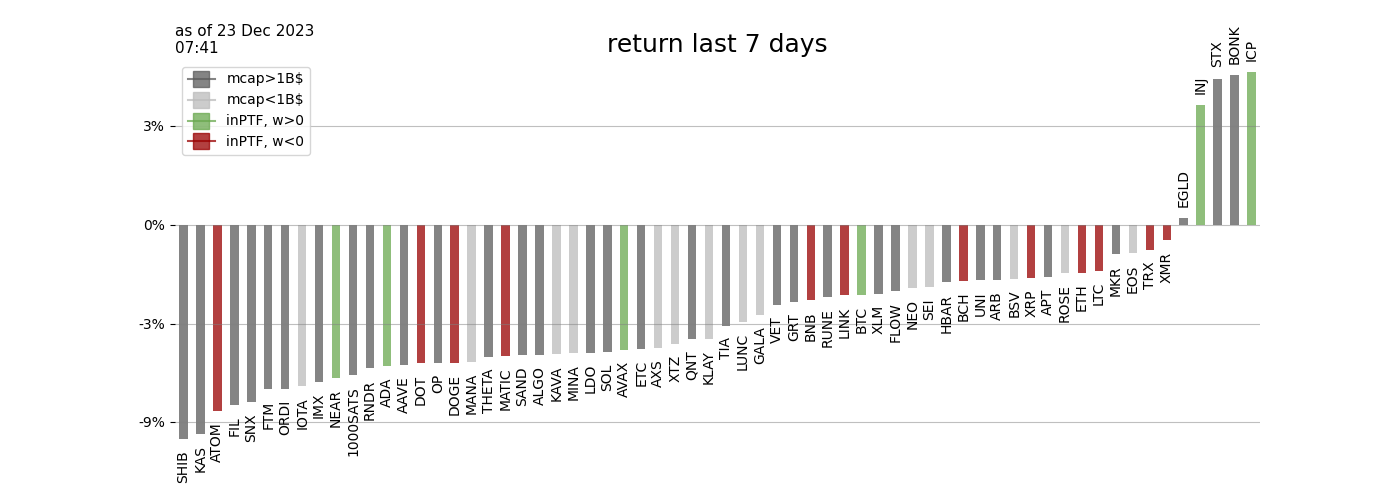 as of 23 Dec 2023
07:41
return last 7 days
mcap>1B$
mcap<1B$
inPTF, w>0
inPTF, w<0
3%
0%
-3%
-9%
SHIB
KAS
ATOM
FIL
SNX
FTM
ORDI
IOTA
IMX
NEAR
1000SATS
RNDR
ADA
AAVE
DOT
OP
DOGE
MANA
THETA
MATIC
SAND
ALGO
KAVA
MINA
LDO
SOL
AVAX
ETC
AXS
XTZ
QNT
KLAY
TIA
LUNC
GALA
VET
GRT
BNB
RUNE
LINK
BTC
XLM
FLOW
NEO
SEI
HBAR
BCH
UNI
ARB
BSV
XRP
APT
ROSE
ETH
LTC
MKR
EOS
TRX
XMR
EGLD
INJ
STX
BONK
ICP